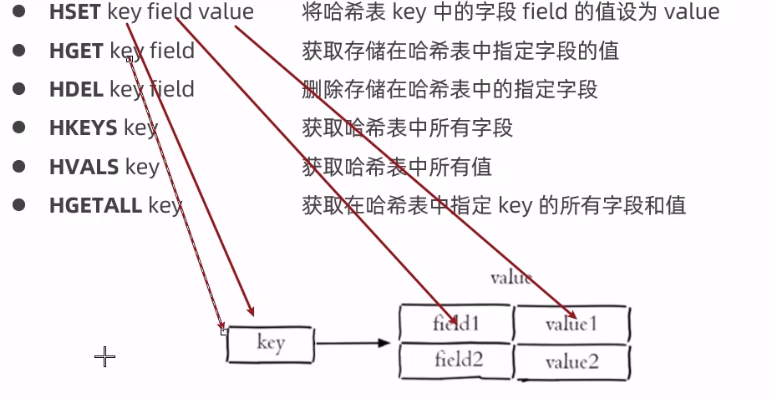 HSET key field value 将哈希表 key 中的字段 field 的值设为 value
HGET key field 获取存储在哈希表中指定字段的值
HDEL key field 删除存储在哈希表中的指定字段
HKEYS key 获取哈希表中所有字段
HVALS key 获取哈希表中所有值
HGETALL key 获取在哈希表中指定 key 的所有字段和值
value
field1 value1
key
field2 value2